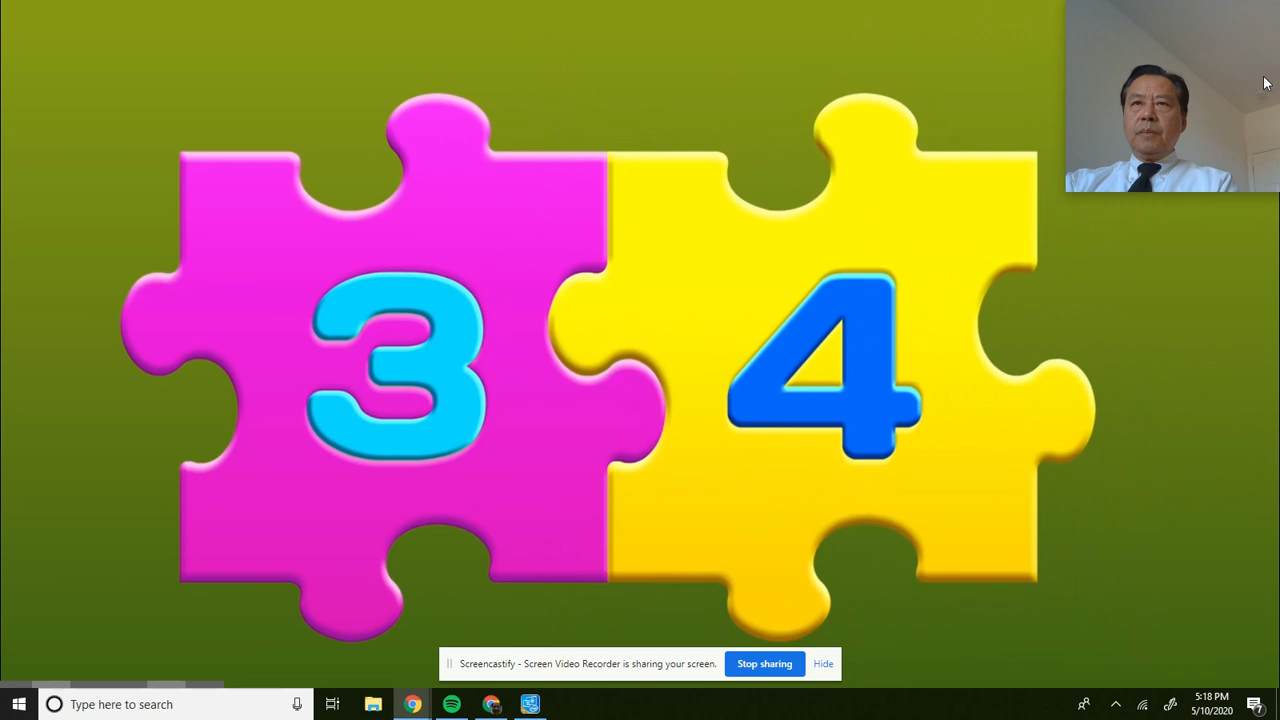 3 4
Screencastify - Screen Video Recorder is sharing your screen. Stop sharing Hide
Type here to search
5:18 PM
5/10/2020
7